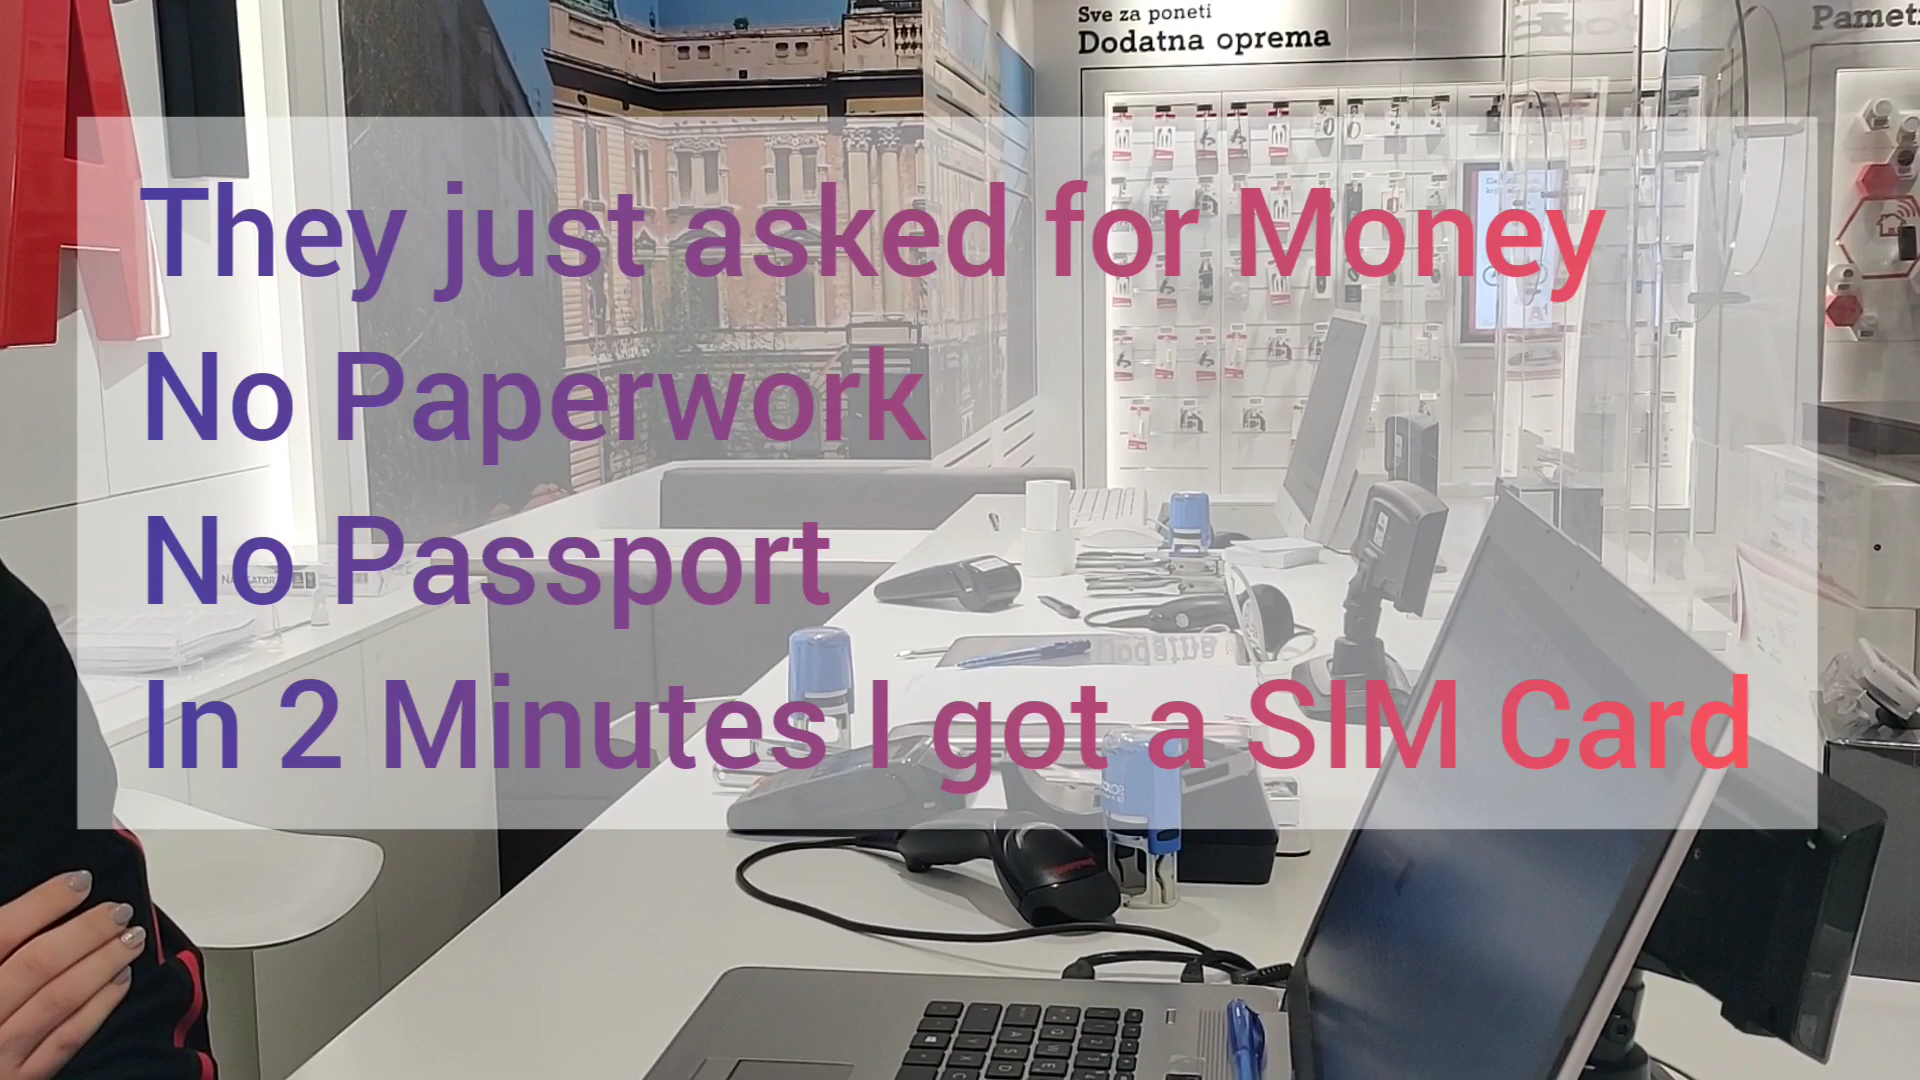 Sve za poneti
Dodatna oprema
A
They just asked for Money
No Paperwork
No Passport
In 2 Minutes I got a SIM Card